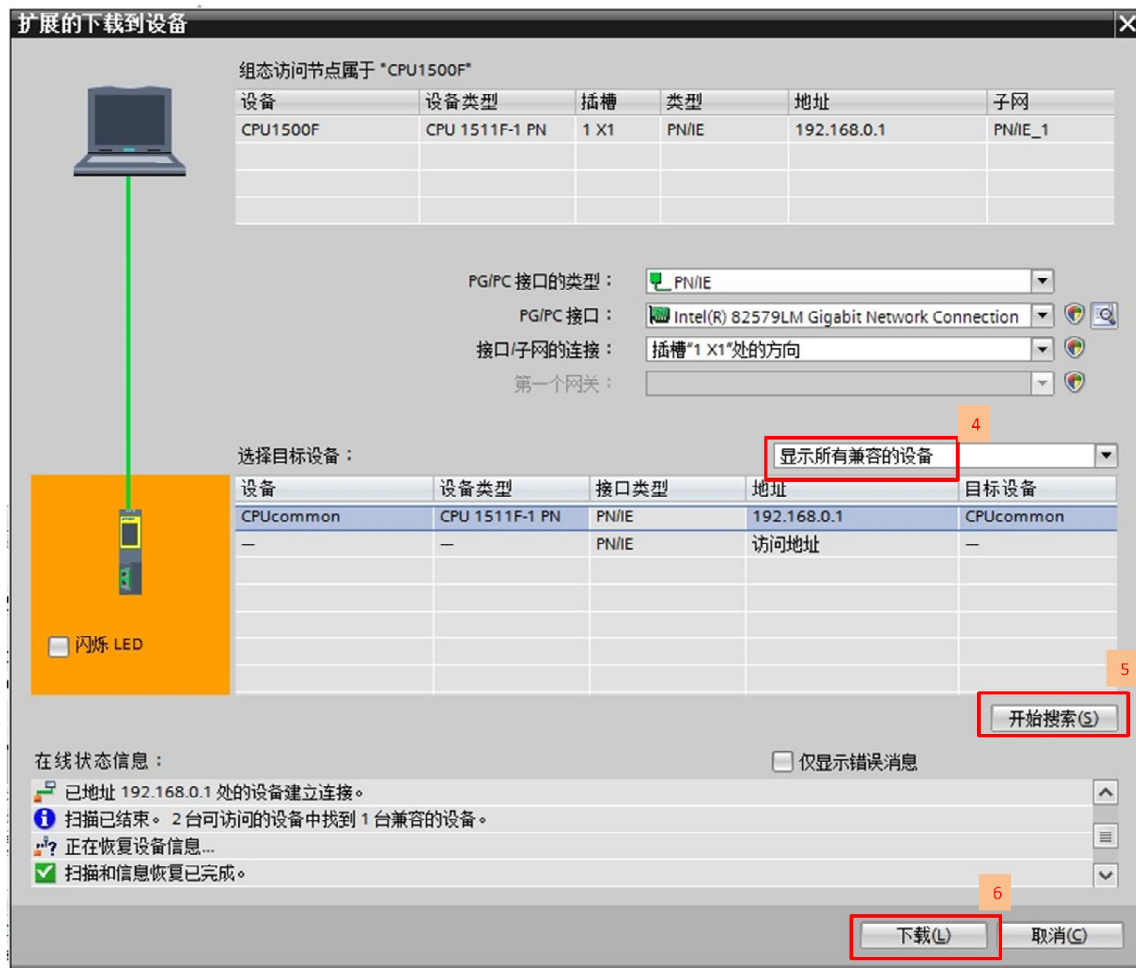 扩展的下载到设备
组态访问节点属于 "CPU1500F"
设备 设备类型 插槽 类型 地址 子网
CPU1500F CPU 1511F-1 PN 1 X1 PN/IE 192.168.0.1 PN/IE_1
PG/PC 接口的类型： PN/IE
PG/PC 接口： Intel(R) 82579LM Gigabit Network Connection
接口/子网的连接： 插槽"1 X1"处的方向
第一个网关：
4
选择目标设备： 显示所有兼容的设备
设备 设备类型 接口类型 地址 目标设备
CPUcommon CPU 1511F-1 PN PN/IE 192.168.0.1 CPUcommon
— — PN/IE 访问地址 —
闪烁 LED
5
开始搜索(S)
在线状态信息： 仅显示错误消息
已地址 192.168.0.1 处的设备建立连接。
扫描已结束。 2 台可访问的设备中找到 1 台兼容的设备。
正在恢复设备信息...
扫描和信息恢复已完成。
6
下载(L) 取消(C)